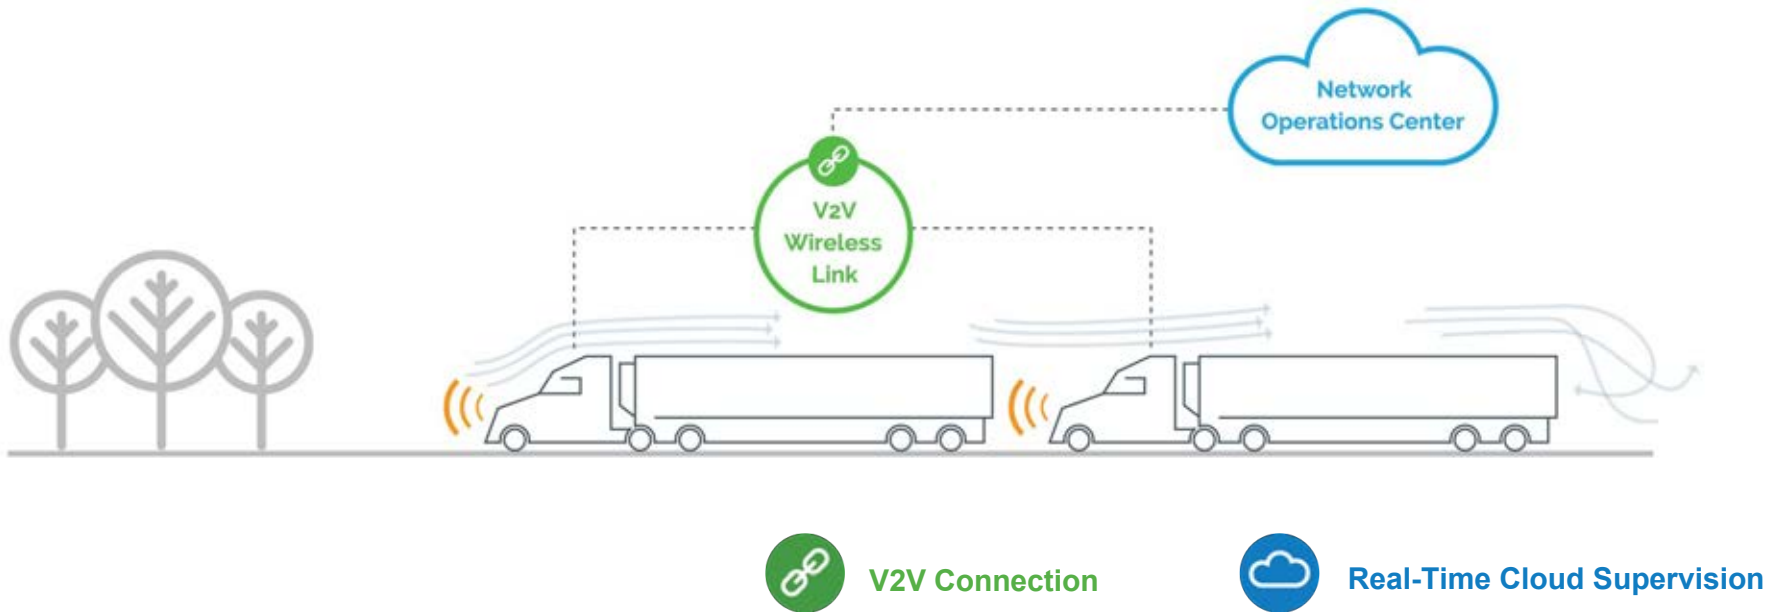 Network
Operations Center
V2V
Wireless
Link
V2V Connection
Real-Time Cloud Supervision